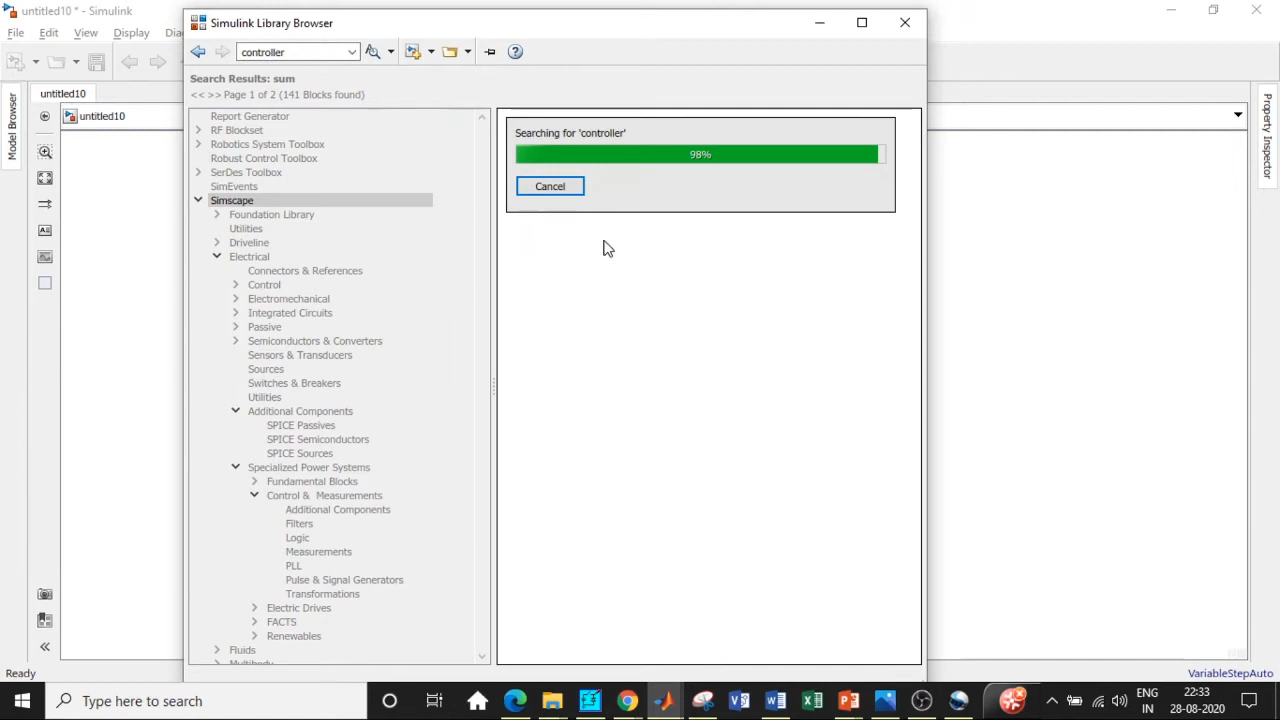 untitled10 * - Simulink
File Edit View Display
Simulink Library Browser
controller
Search Results: sum
<< >> Page 1 of 2 (141 Blocks found)
untitled10
untitled10
Model Browser
Property Inspector
Report Generator
RF Blockset
Robotics System Toolbox
Robust Control Toolbox
SerDes Toolbox
SimEvents
Simscape
Foundation Library
Utilities
Driveline
Electrical
Connectors & References
Control
Electromechanical
Integrated Circuits
Passive
Semiconductors & Converters
Sensors & Transducers
Sources
Switches & Breakers
Utilities
Additional Components
SPICE Passives
SPICE Semiconductors
SPICE Sources
Specialized Power Systems
Fundamental Blocks
Control & Measurements
Additional Components
Filters
Logic
Measurements
PLL
Pulse & Signal Generators
Transformations
Electric Drives
FACTS
Renewables
Fluids
Multibody
Searching for 'controller'
98%
Cancel
Ready
VariableStepAuto
Type here to search
ENG
IN
22:33
28-08-2020